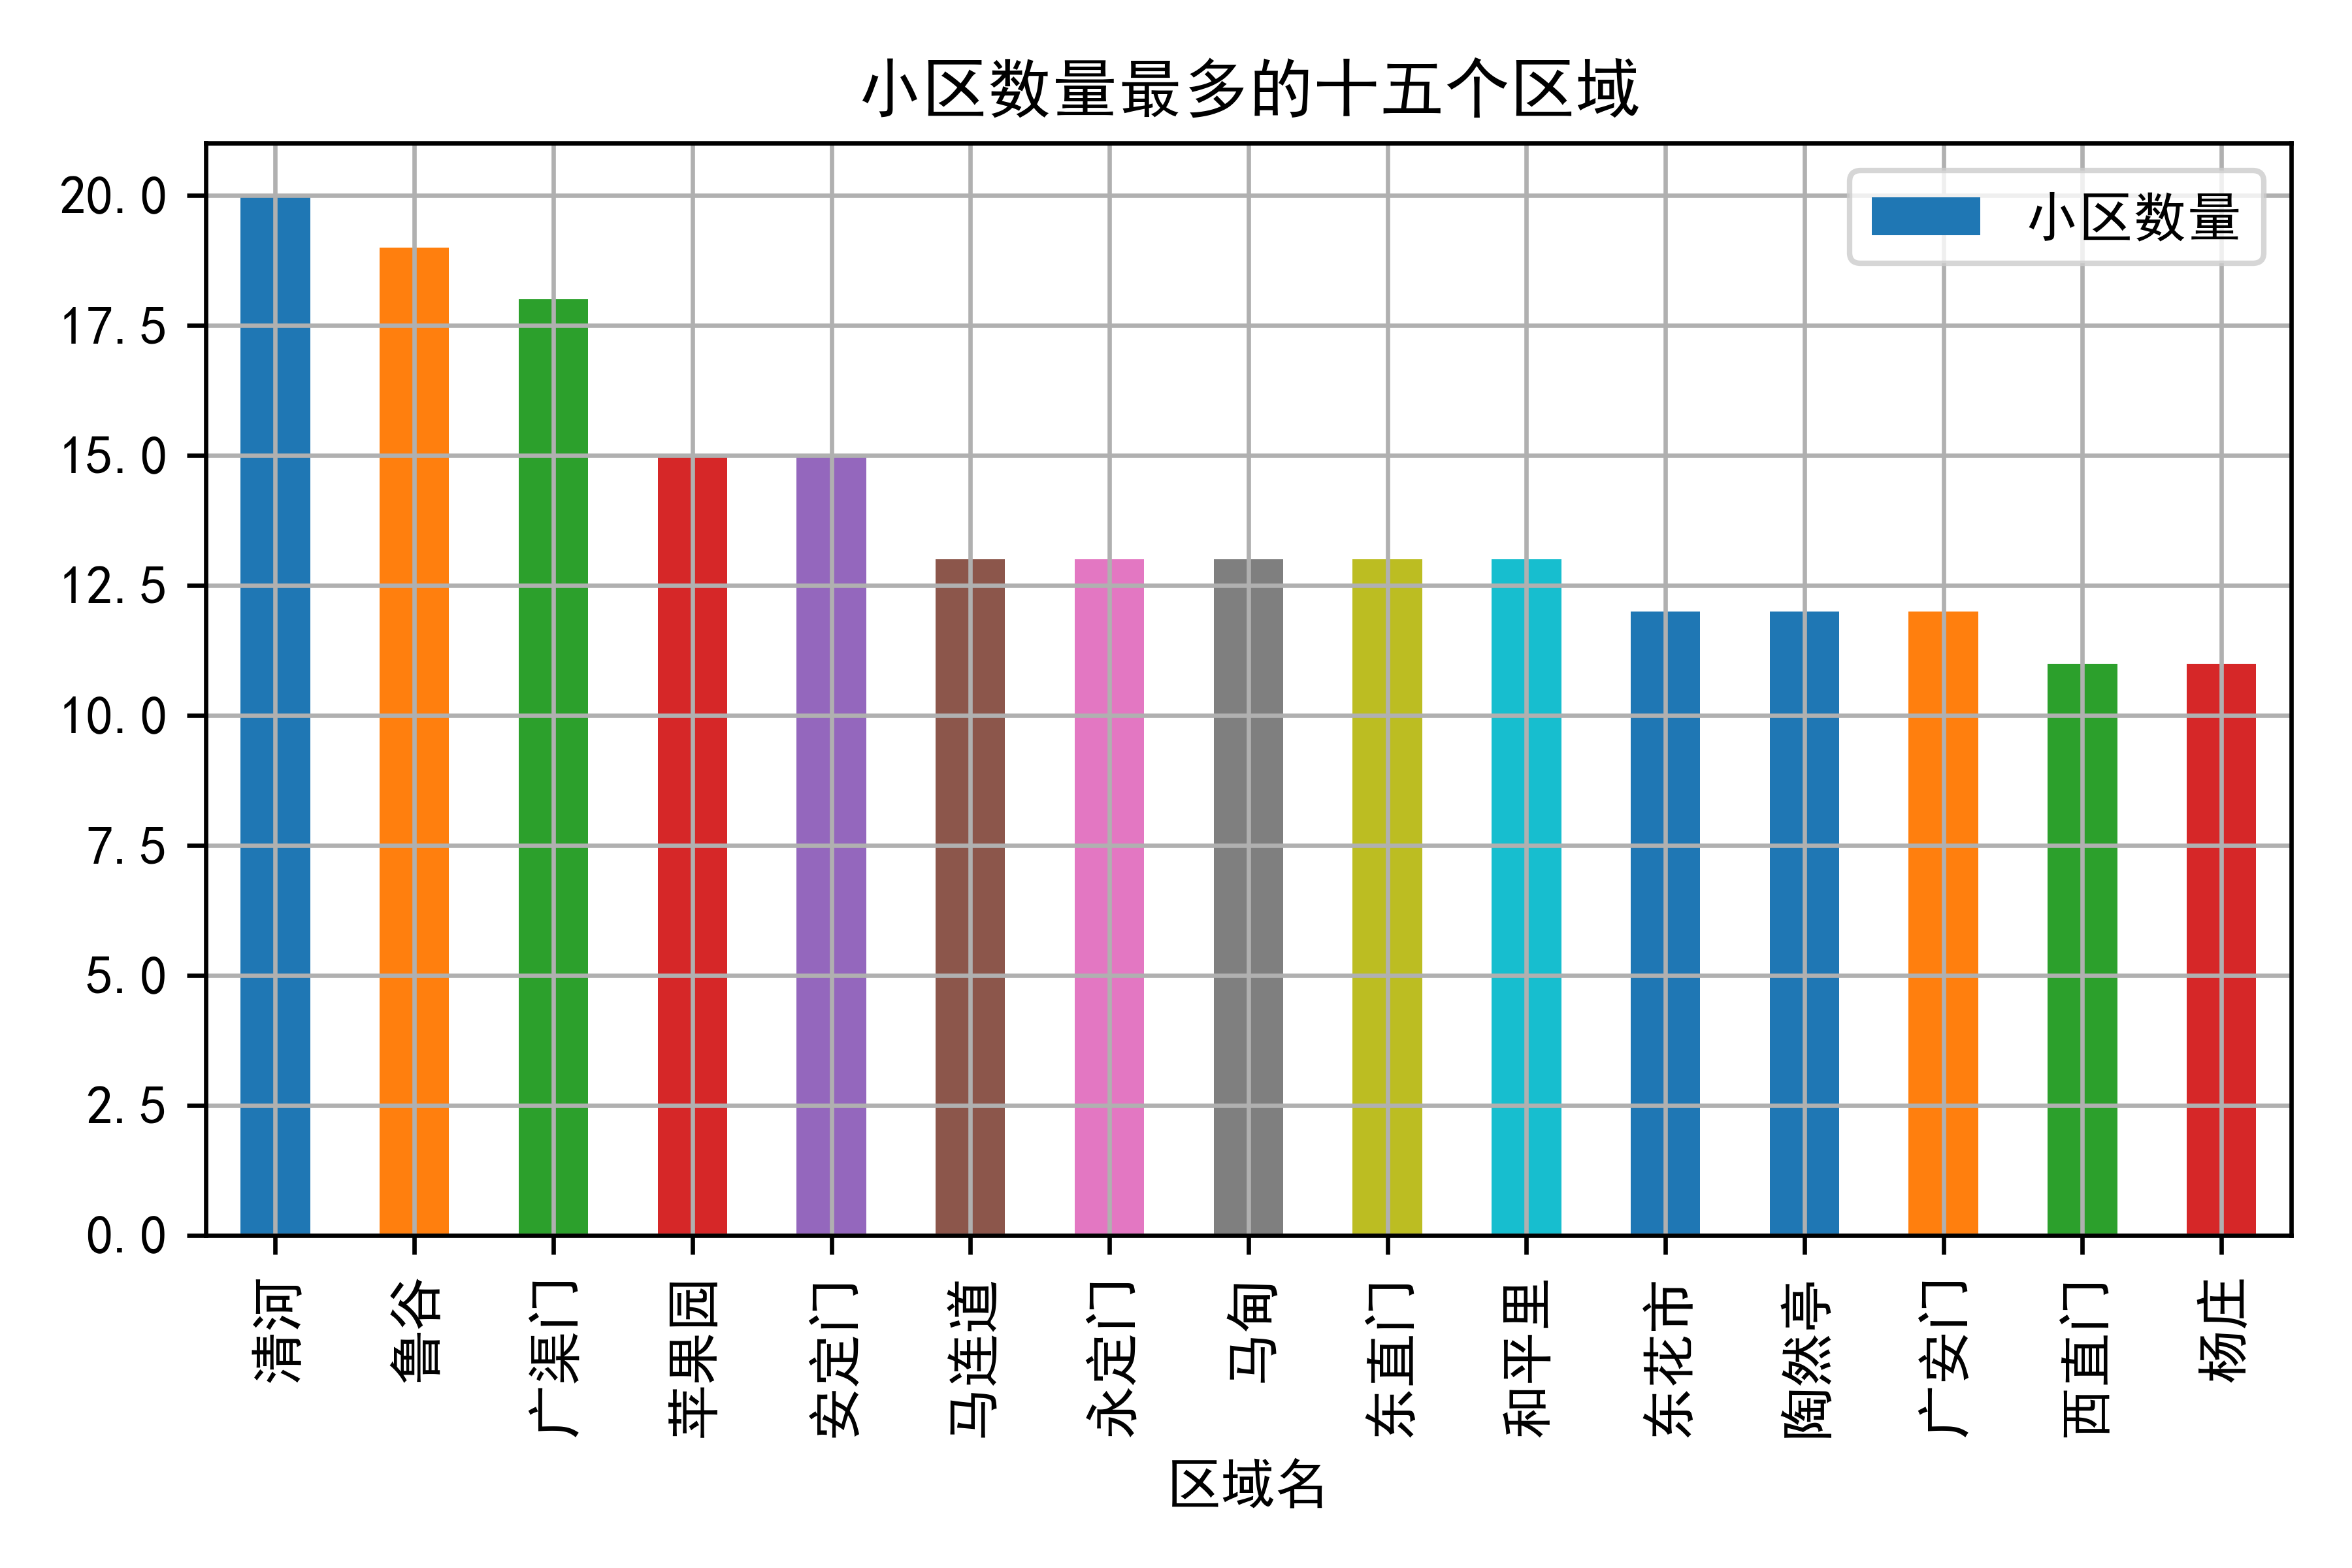 小区数量最多的十五个区域
小区数量
20.0
17.5
15.0
12.5
10.0
7.5
5.0
2.5
0.0
清河
鲁谷
广渠门
苹果园
安定门
马连道
永定门
马甸
东直门
和平里
东花市
陶然亭
广安门
西直门
杨庄
区域名